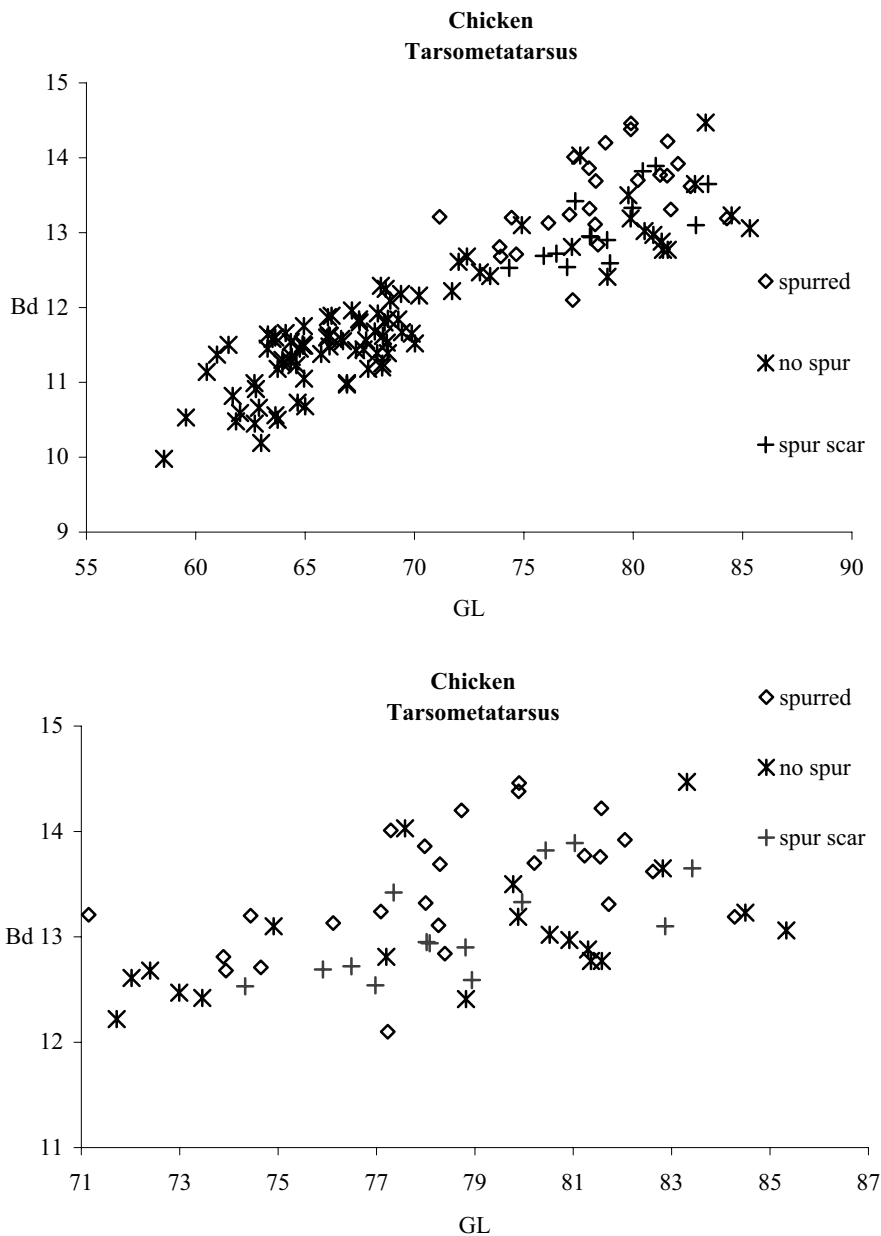 Chicken
Tarsometatarsus
15
14
13
12
11
10
9
Bd
spurred
no spur
spur scar
55 60 65 70 75 80 85 90
GL
Chicken
Tarsometatarsus
spurred
no spur
spur scar
15
14
13
12
11
Bd
71 73 75 77 79 81 83 85 87
GL